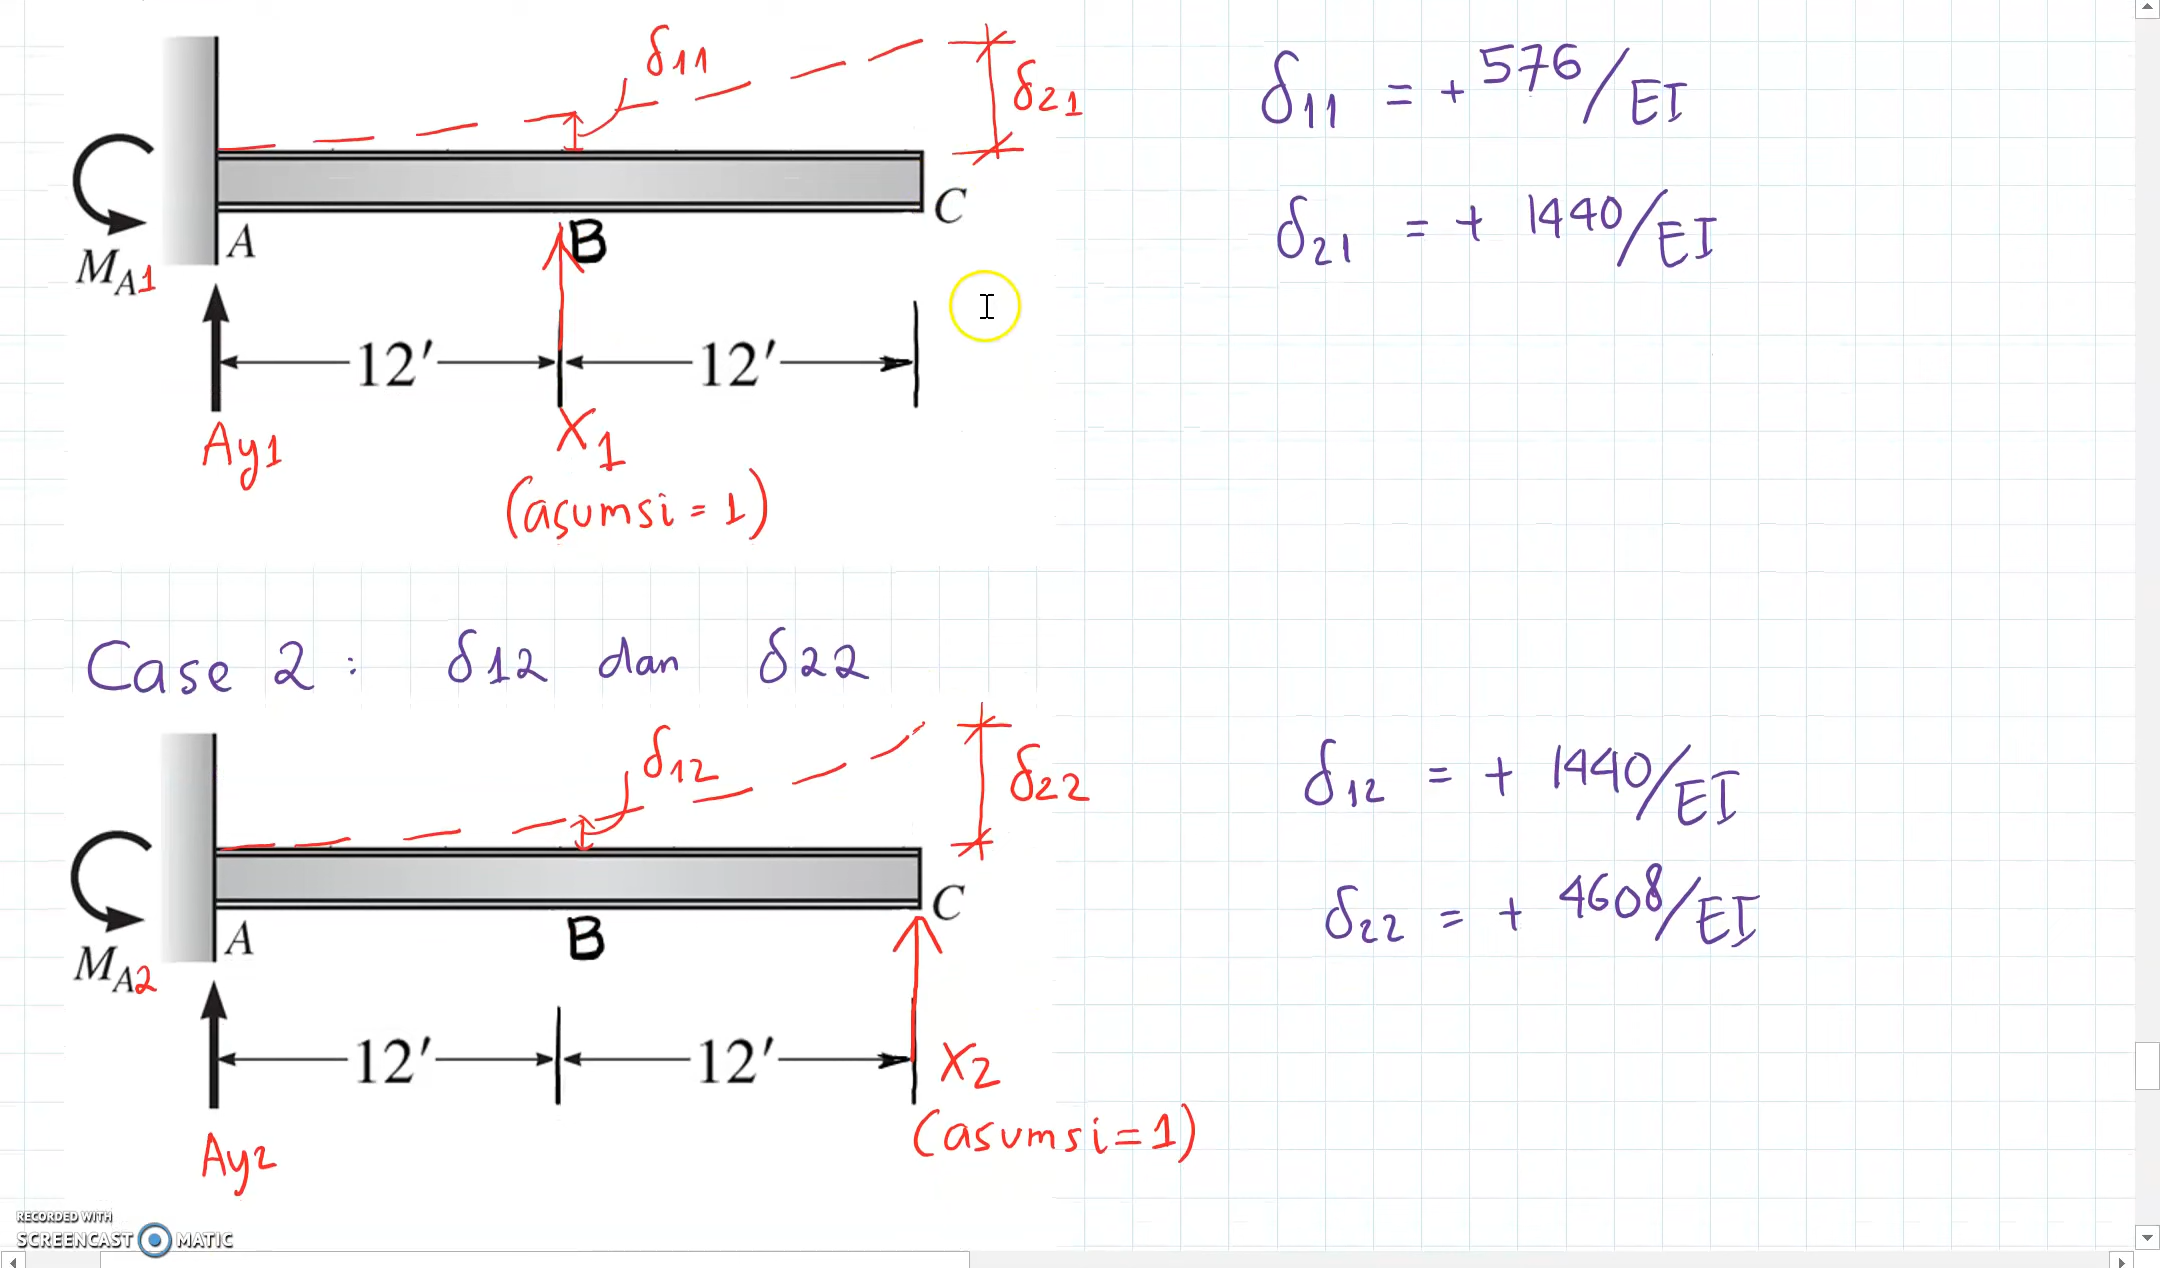 δ11
δ21
δ11 = + 576/EI
δ21 = + 1440/EI
C
A
B
MA1
12' 12'
Ay1
X1
(asumsi = 1)
Case 2 : δ12 dan δ22
δ12
δ22
δ12 = + 1440/EI
δ22 = + 4608/EI
C
A
B
MA2
12' 12'
X2
(asumsi=1)
Ay2
RECORDED WITH
SCREENCAST MATIC